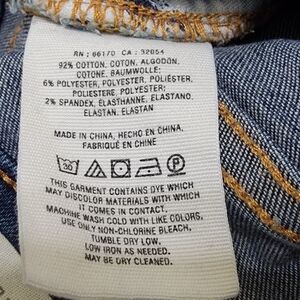 RN : 66170 CA : 32054
92% COTTON, COTON, ALGODÓN,
COTONE, BAUMWOLLE;
6% POLYESTER, POLYESTER, POLIÉSTER,
POLIESTERE, POLYESTER;
2% SPANDEX, ÉLASTHANNE, ELASTANO,
ELASTAN, ELASTAN.
MADE IN CHINA, HECHO EN CHINA,
FABRIQUÉ EN CHINE
30
P
THIS GARMENT CONTAINS DYE WHICH
MAY DISCOLOR MATERIALS WITH WHICH
IT COMES IN CONTACT.
MACHINE WASH COLD WITH LIKE COLORS,
USE ONLY NON-CHLORINE BLEACH,
TUMBLE DRY LOW,
LOW IRON AS NEEDED,
MAY BE DRY CLEANED.